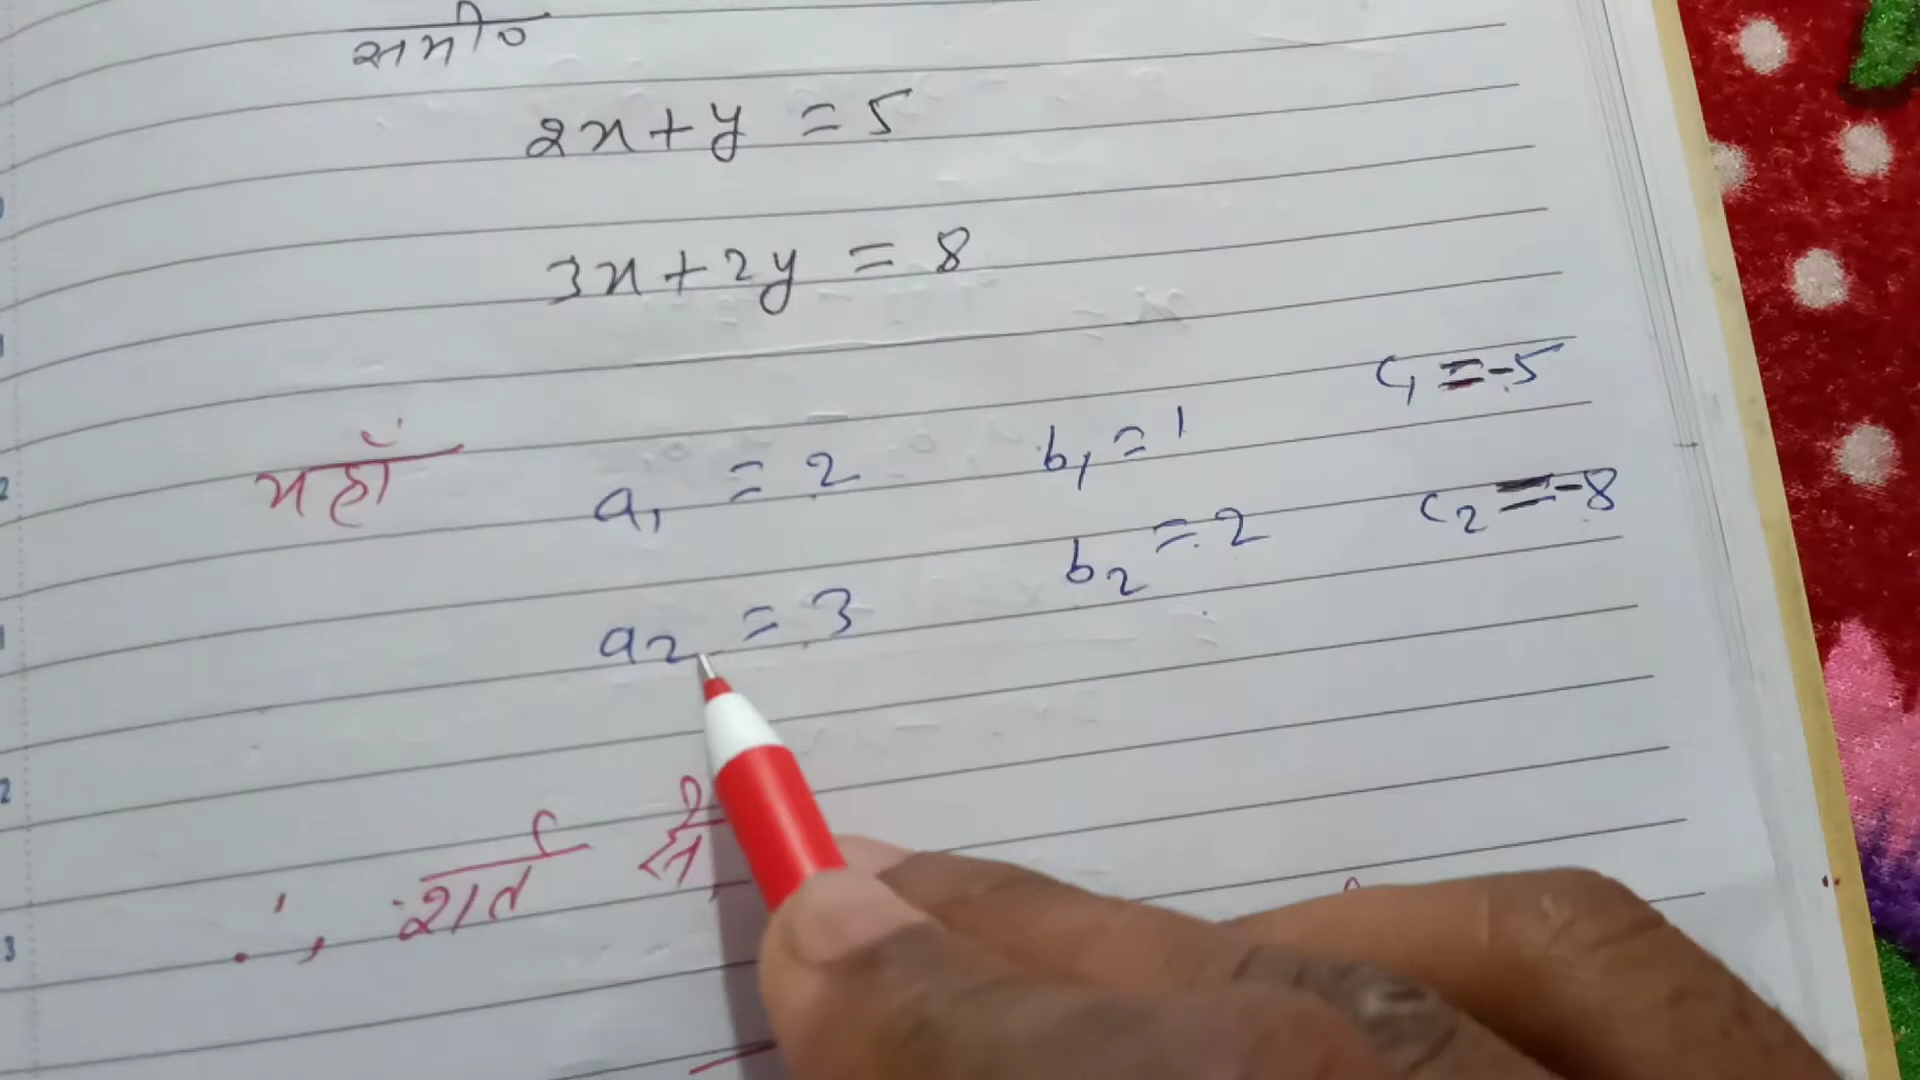 समी०
2x + y = 5
3x + 2y = 8
यहाँ a₁ = 2 b₁ = 1 c₁ = -5
a₂ = 3 b₂ = 2 c₂ = -8
∴, शर्त से,